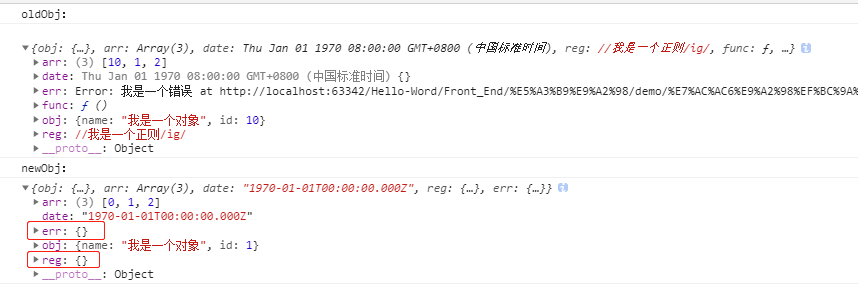 oldObj:
{obj: {…}, arr: Array(3), date: Thu Jan 01 1970 08:00:00 GMT+0800 (中国标准时间), reg: //我是一个正则/ig/, func: ƒ, …}
arr: (3) [10, 1, 2]
date: Thu Jan 01 1970 08:00:00 GMT+0800 (中国标准时间) {}
err: Error: 我是一个错误 at http://localhost:63342/Hello-Word/Front_End/%E5%A3%B9%E9%A2%98/demo/%E7%AC%AC6%E9%A2%98%EF%BC%9A%
func: ƒ ()
obj: {name: "我是一个对象", id: 10}
reg: //我是一个正则/ig/
__proto__: Object
newObj:
{obj: {…}, arr: Array(3), date: "1970-01-01T00:00:00.000Z", reg: {…}, err: {…}}
arr: (3) [0, 1, 2]
date: "1970-01-01T00:00:00.000Z"
err: {}
obj: {name: "我是一个对象", id: 1}
reg: {}
__proto__: Object